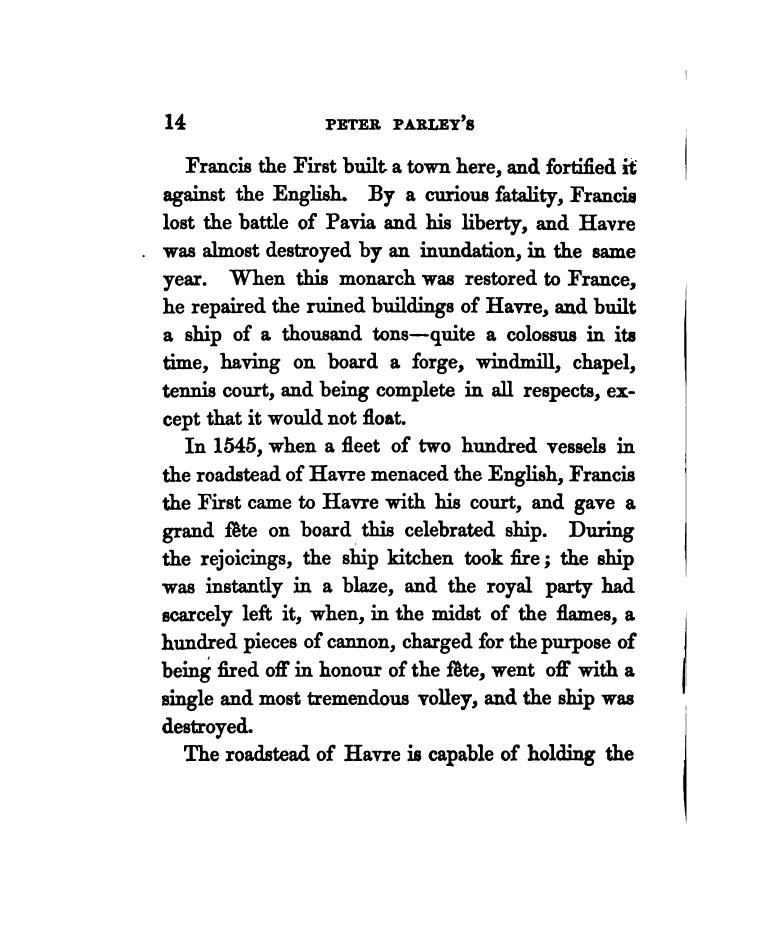 14 PETER PARLEY'S
Francis the First built a town here, and fortified it
against the English. By a curious fatality, Francis
lost the battle of Pavia and his liberty, and Havre
was almost destroyed by an inundation, in the same
year. When this monarch was restored to France,
he repaired the ruined buildings of Havre, and built
a ship of a thousand tons—quite a colossus in its
time, having on board a forge, windmill, chapel,
tennis court, and being complete in all respects, ex-
cept that it would not float.
In 1545, when a fleet of two hundred vessels in
the roadstead of Havre menaced the English, Francis
the First came to Havre with his court, and gave a
grand fête on board this celebrated ship. During
the rejoicings, the ship kitchen took fire; the ship
was instantly in a blaze, and the royal party had
scarcely left it, when, in the midst of the flames, a
hundred pieces of cannon, charged for the purpose of
being fired off in honour of the fête, went off with a
single and most tremendous volley, and the ship was
destroyed.
The roadstead of Havre is capable of holding the